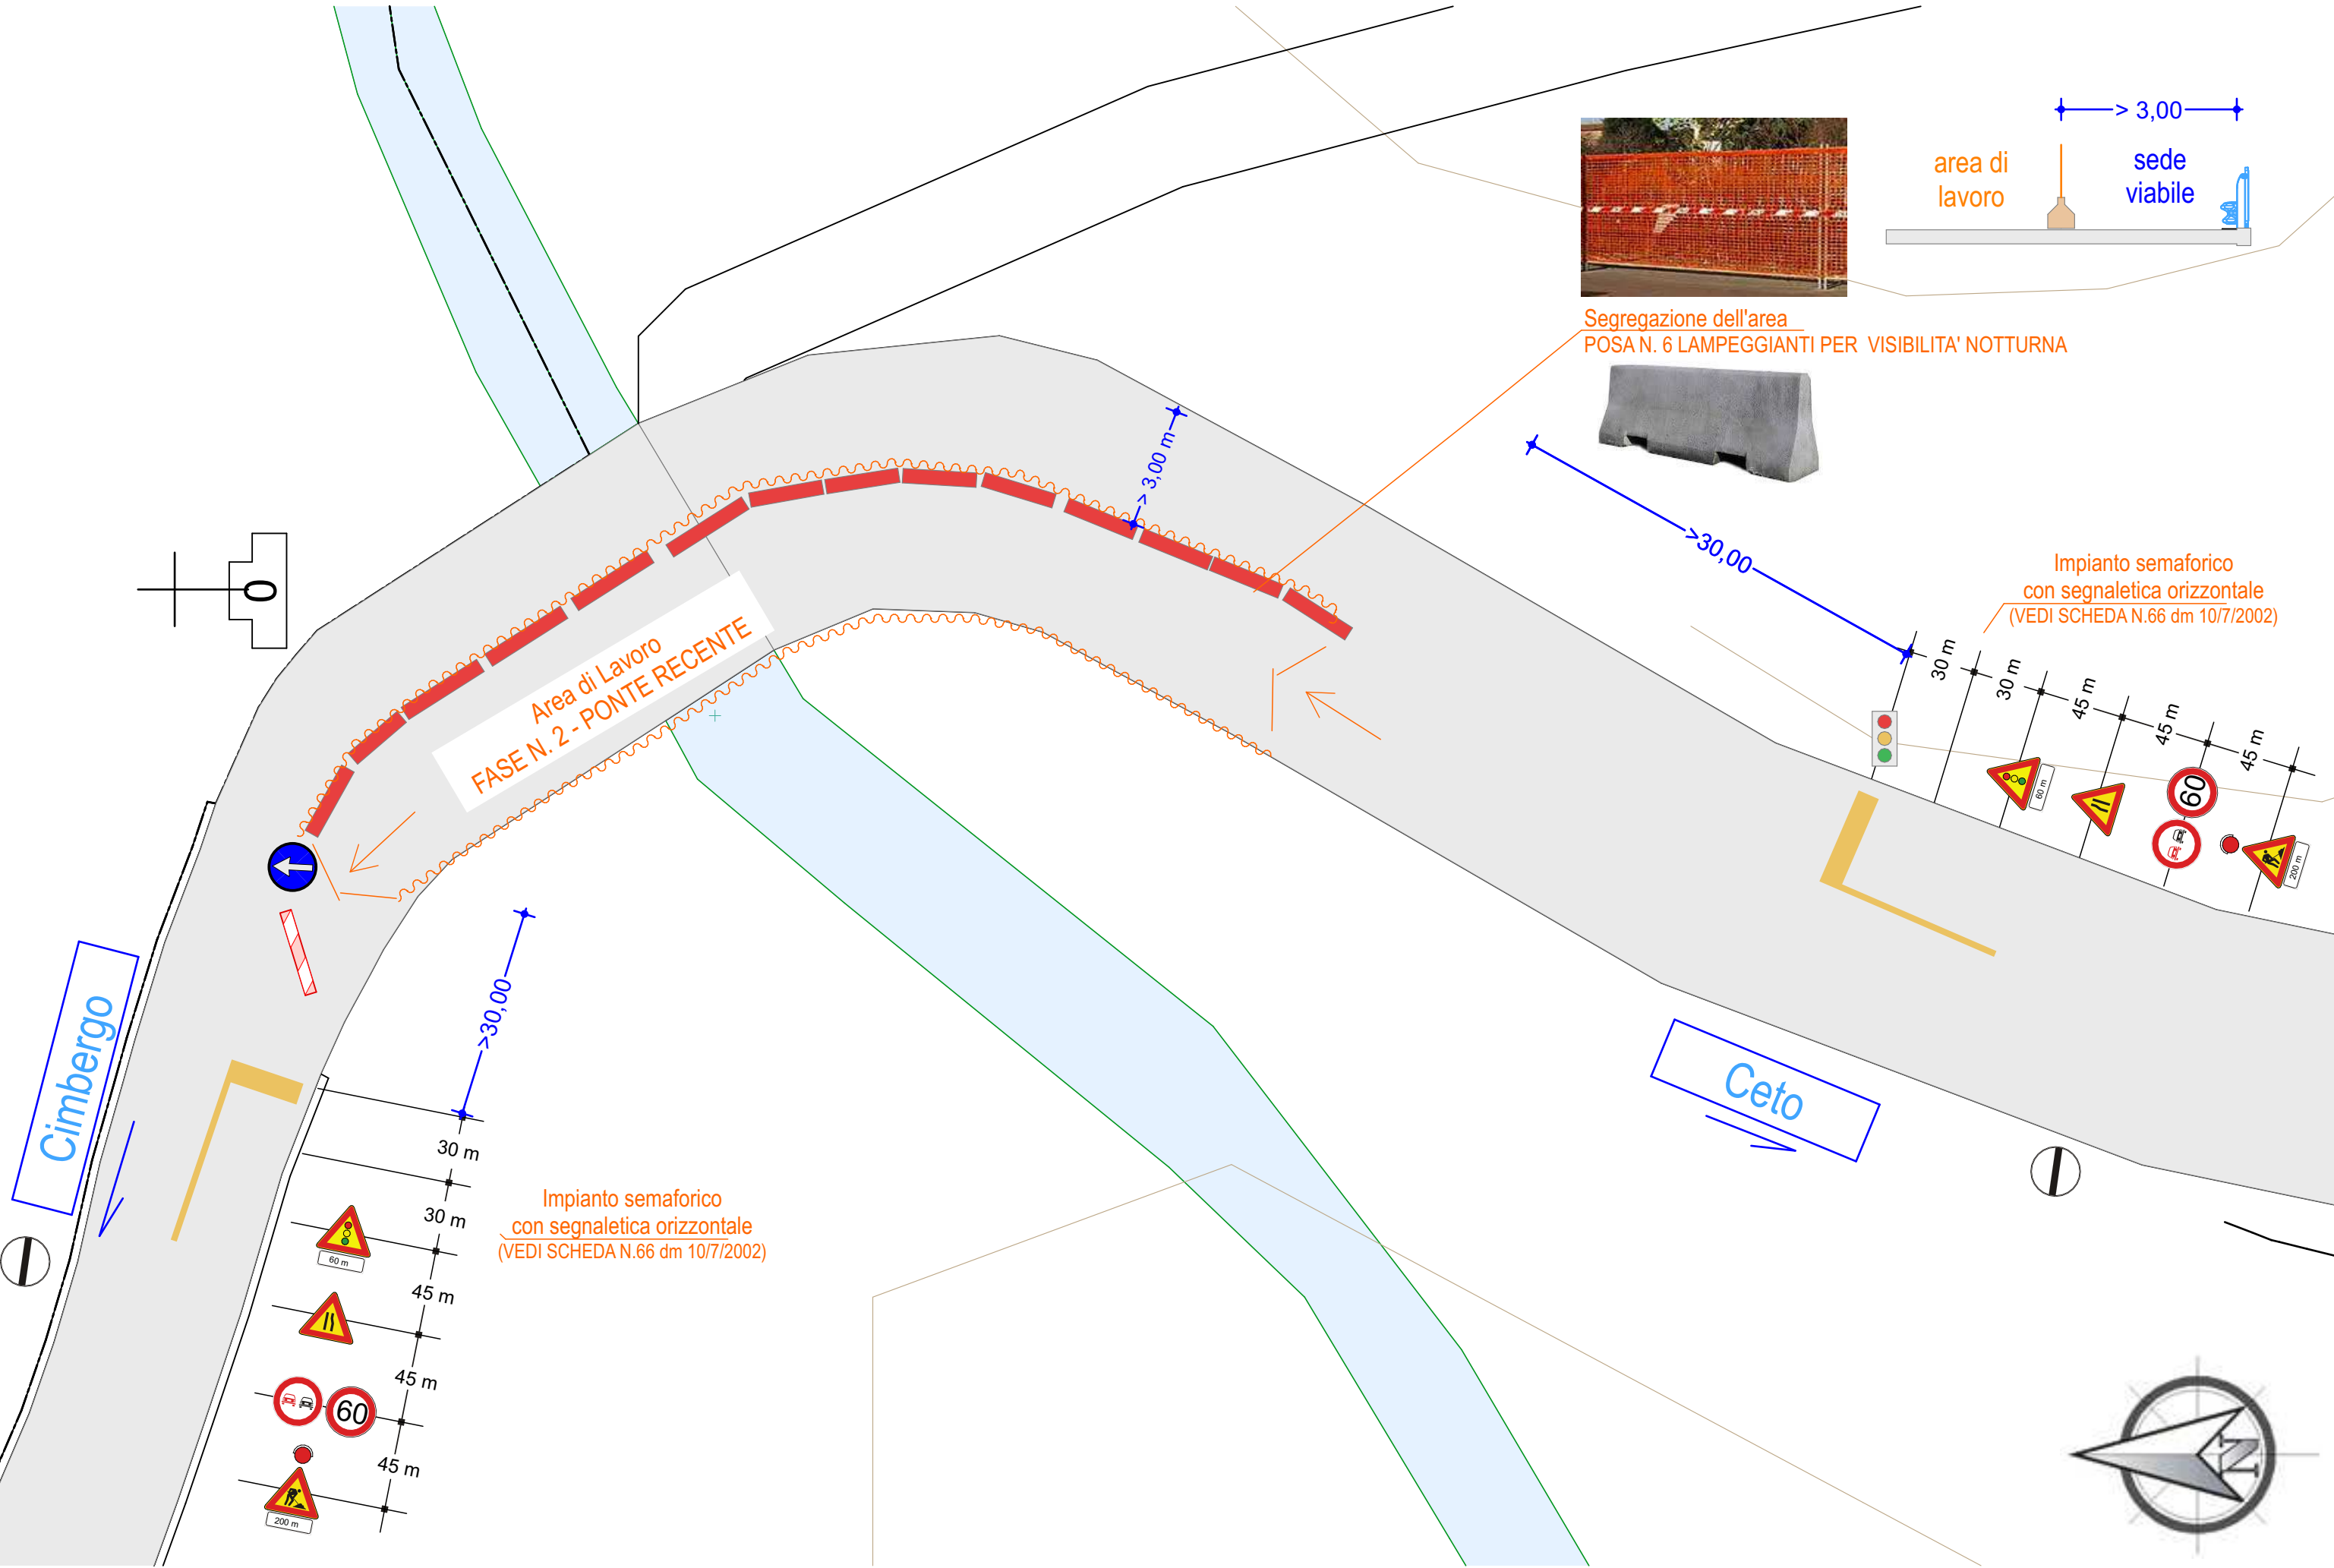 > 3,00
area di
lavoro
sede
viabile
Segregazione dell'area
POSA N. 6 LAMPEGGIANTI PER VISIBILITA' NOTTURNA
> 3,00 m
>30,00
Impianto semaforico
con segnaletica orizzontale
(VEDI SCHEDA N.66 dm 10/7/2002)
30 m
30 m
45 m
45 m
45 m
60 m
60
200 m
0
Area di Lavoro
FASE N. 2 - PONTE RECENTE
Cimbergo
>30,00
Ceto
30 m
30 m
45 m
45 m
45 m
Impianto semaforico
con segnaletica orizzontale
(VEDI SCHEDA N.66 dm 10/7/2002)
60 m
60
200 m
N